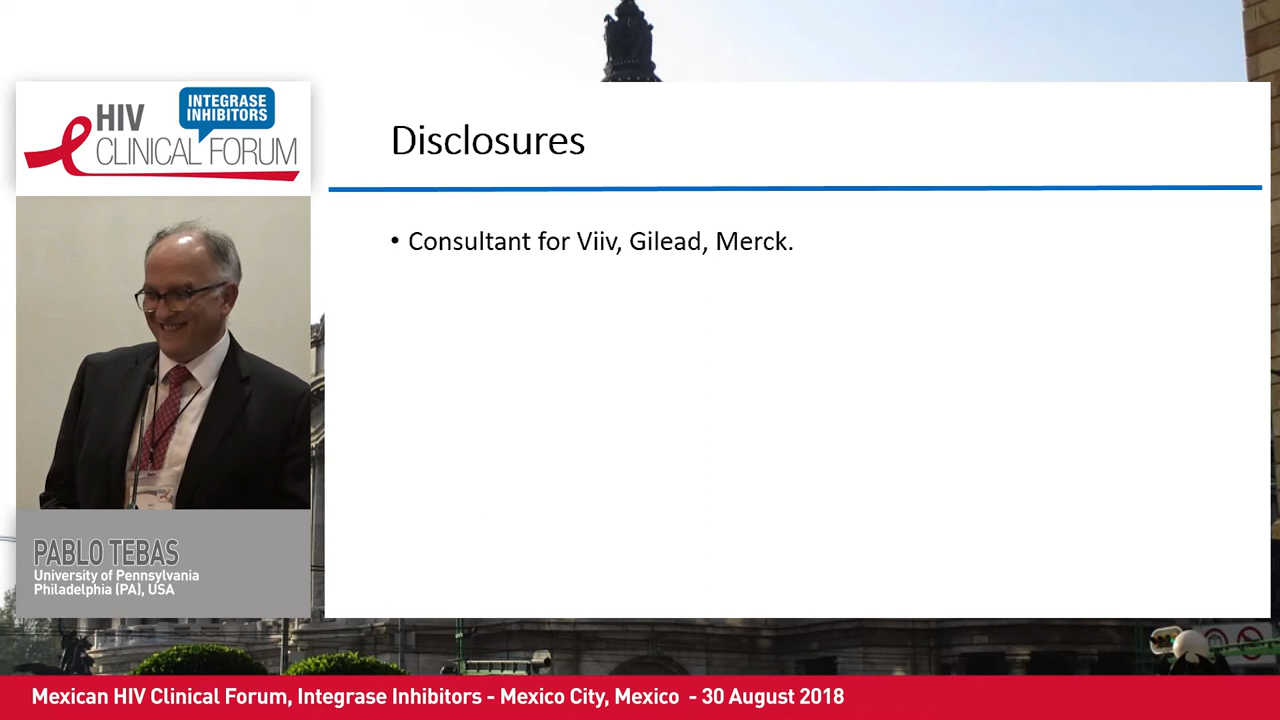 HIV
INTEGRASE
INHIBITORS
CLINICAL FORUM
Disclosures
• Consultant for Viiv, Gilead, Merck.
PABLO TEBAS
University of Pennsylvania
Philadelphia (PA), USA
Mexican HIV Clinical Forum, Integrase Inhibitors - Mexico City, Mexico - 30 August 2018